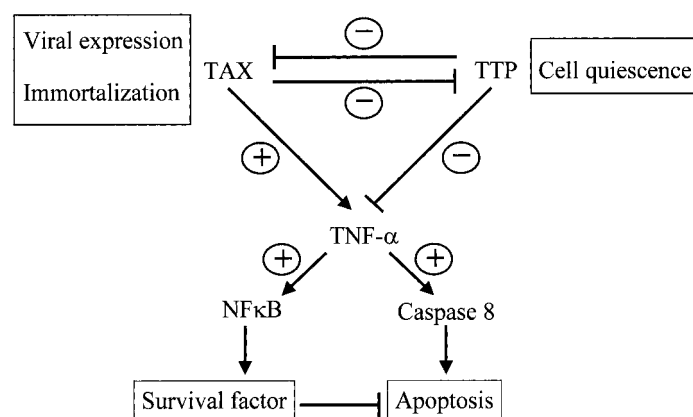 Viral expression
Immortalization
TAX
−
−
TTP
Cell quiescence
+
−
TNF-α
+
+
NFκB
Caspase 8
Survival factor
Apoptosis